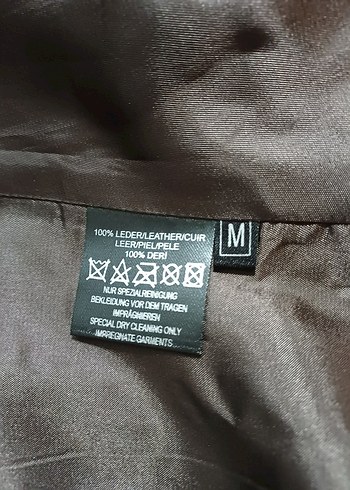 100% LEDER/LEATHER/CUIR
LEER/PIEL/PELE
100% DERI
M
NUR SPEZIALREINIGUNG
BEKLEIDUNG VOR DEM TRAGEN
IMPRÄGNIEREN
SPECIAL DRY CLEANING ONLY
IMPREGNATE GARMENTS